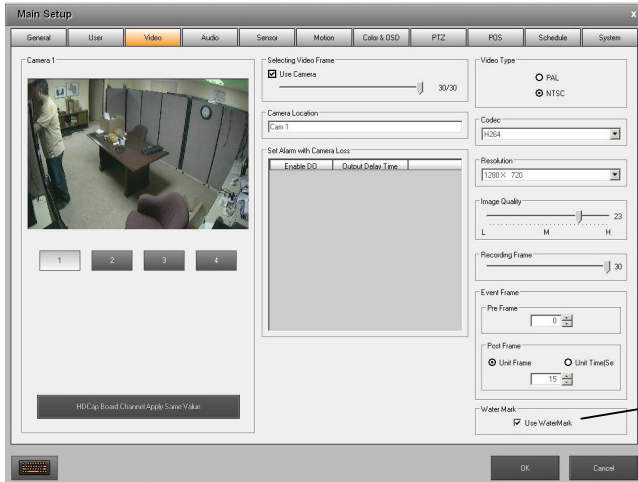 Main Setup
X
General User Video Audio Sensor Motion Color & OSD PTZ POS Schedule System
Camera 1
1 2 3 4
HDCap Board Channel Apply Same Value
Selecting Video Frame
Use Camera
30/30
Camera Location
Cam 1
Set Alarm with Camera Loss
Enable DO Output Delay Time
Video Type
PAL
NTSC
Codec
H264
Resolution
1280 X 720
Image Quality
23
L M H
Recording Frame
30
Event Frame
Pre Frame
0
Post Frame
Unit Frame Unit Time(Se
15
Water Mark
Use WaterMark
OK Cancel